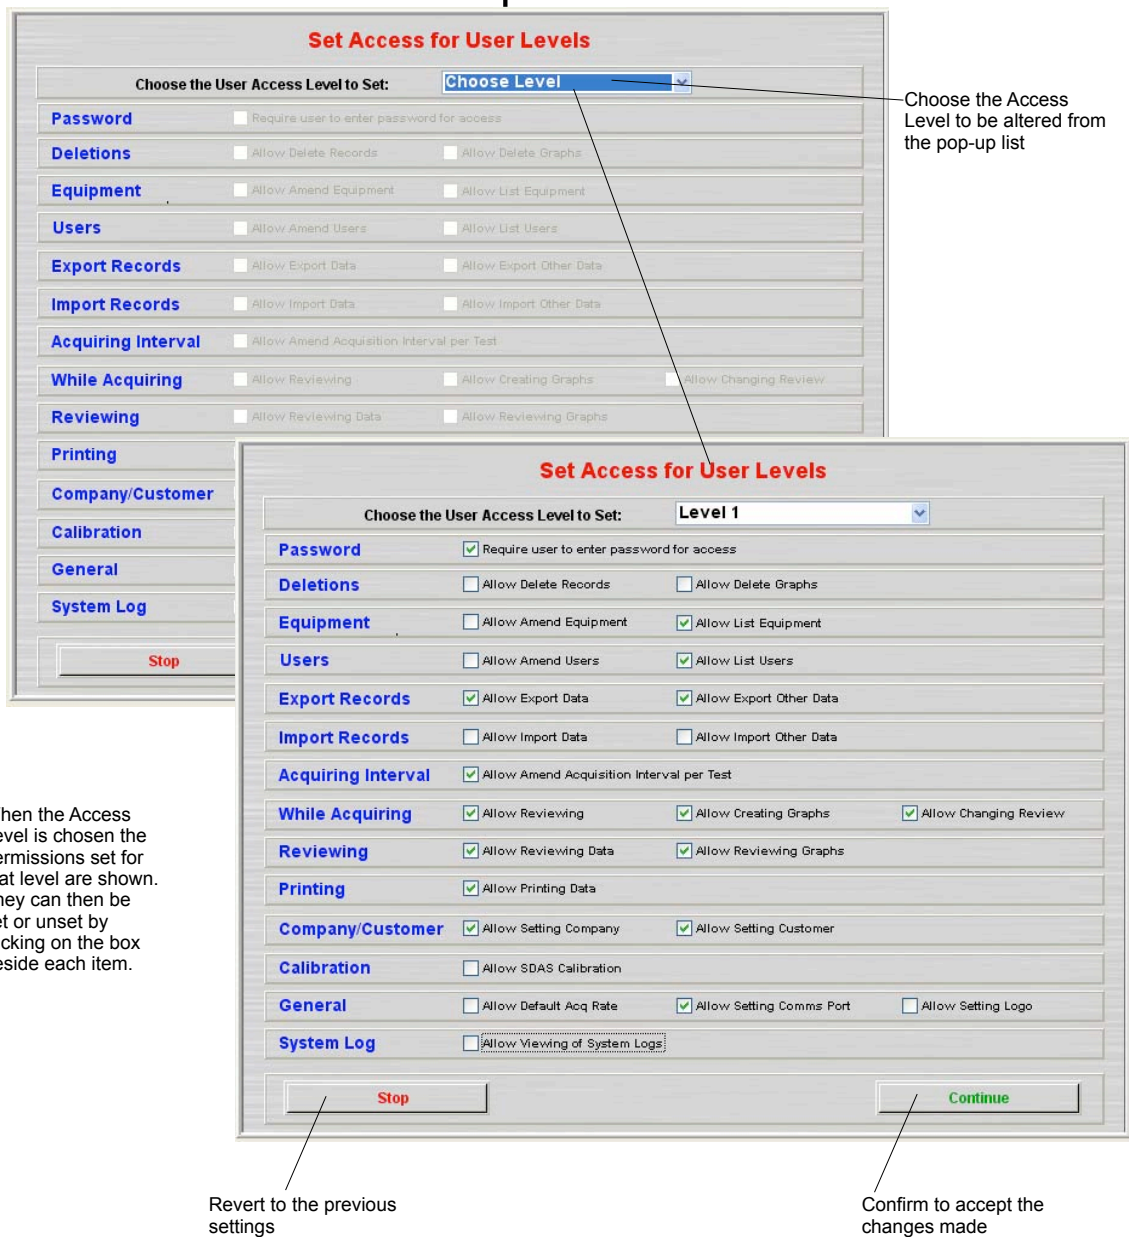 Set Access for User Levels
Choose the User Access Level to Set: Choose Level
Password Require user to enter password for access
Deletions Allow Delete Records Allow Delete Graphs
Equipment Allow Amend Equipment Allow List Equipment
Users Allow Amend Users Allow List Users
Export Records Allow Export Data Allow Export Other Data
Import Records Allow Import Data Allow Import Other Data
Acquiring Interval Allow Amend Acquisition Interval per Test
While Acquiring Allow Reviewing Allow Creating Graphs Allow Changing Review
Reviewing Allow Reviewing Data Allow Reviewing Graphs
Printing
Company/Customer
Calibration
General
System Log
Stop
Choose the Access
Level to be altered from
the pop-up list
Set Access for User Levels
Choose the User Access Level to Set: Level 1
Password Require user to enter password for access
Deletions Allow Delete Records Allow Delete Graphs
Equipment Allow Amend Equipment Allow List Equipment
Users Allow Amend Users Allow List Users
Export Records Allow Export Data Allow Export Other Data
Import Records Allow Import Data Allow Import Other Data
Acquiring Interval Allow Amend Acquisition Interval per Test
While Acquiring Allow Reviewing Allow Creating Graphs Allow Changing Review
Reviewing Allow Reviewing Data Allow Reviewing Graphs
Printing Allow Printing Data
Company/Customer Allow Setting Company Allow Setting Customer
Calibration Allow SDAS Calibration
General Allow Default Acq Rate Allow Setting Comms Port Allow Setting Logo
System Log Allow Viewing of System Logs
Stop Continue
the Access
is chosen the
set for
level are shown.
can then be
or unset by
on the box
each item.
Revert to the previous
settings
Confirm to accept the
changes made